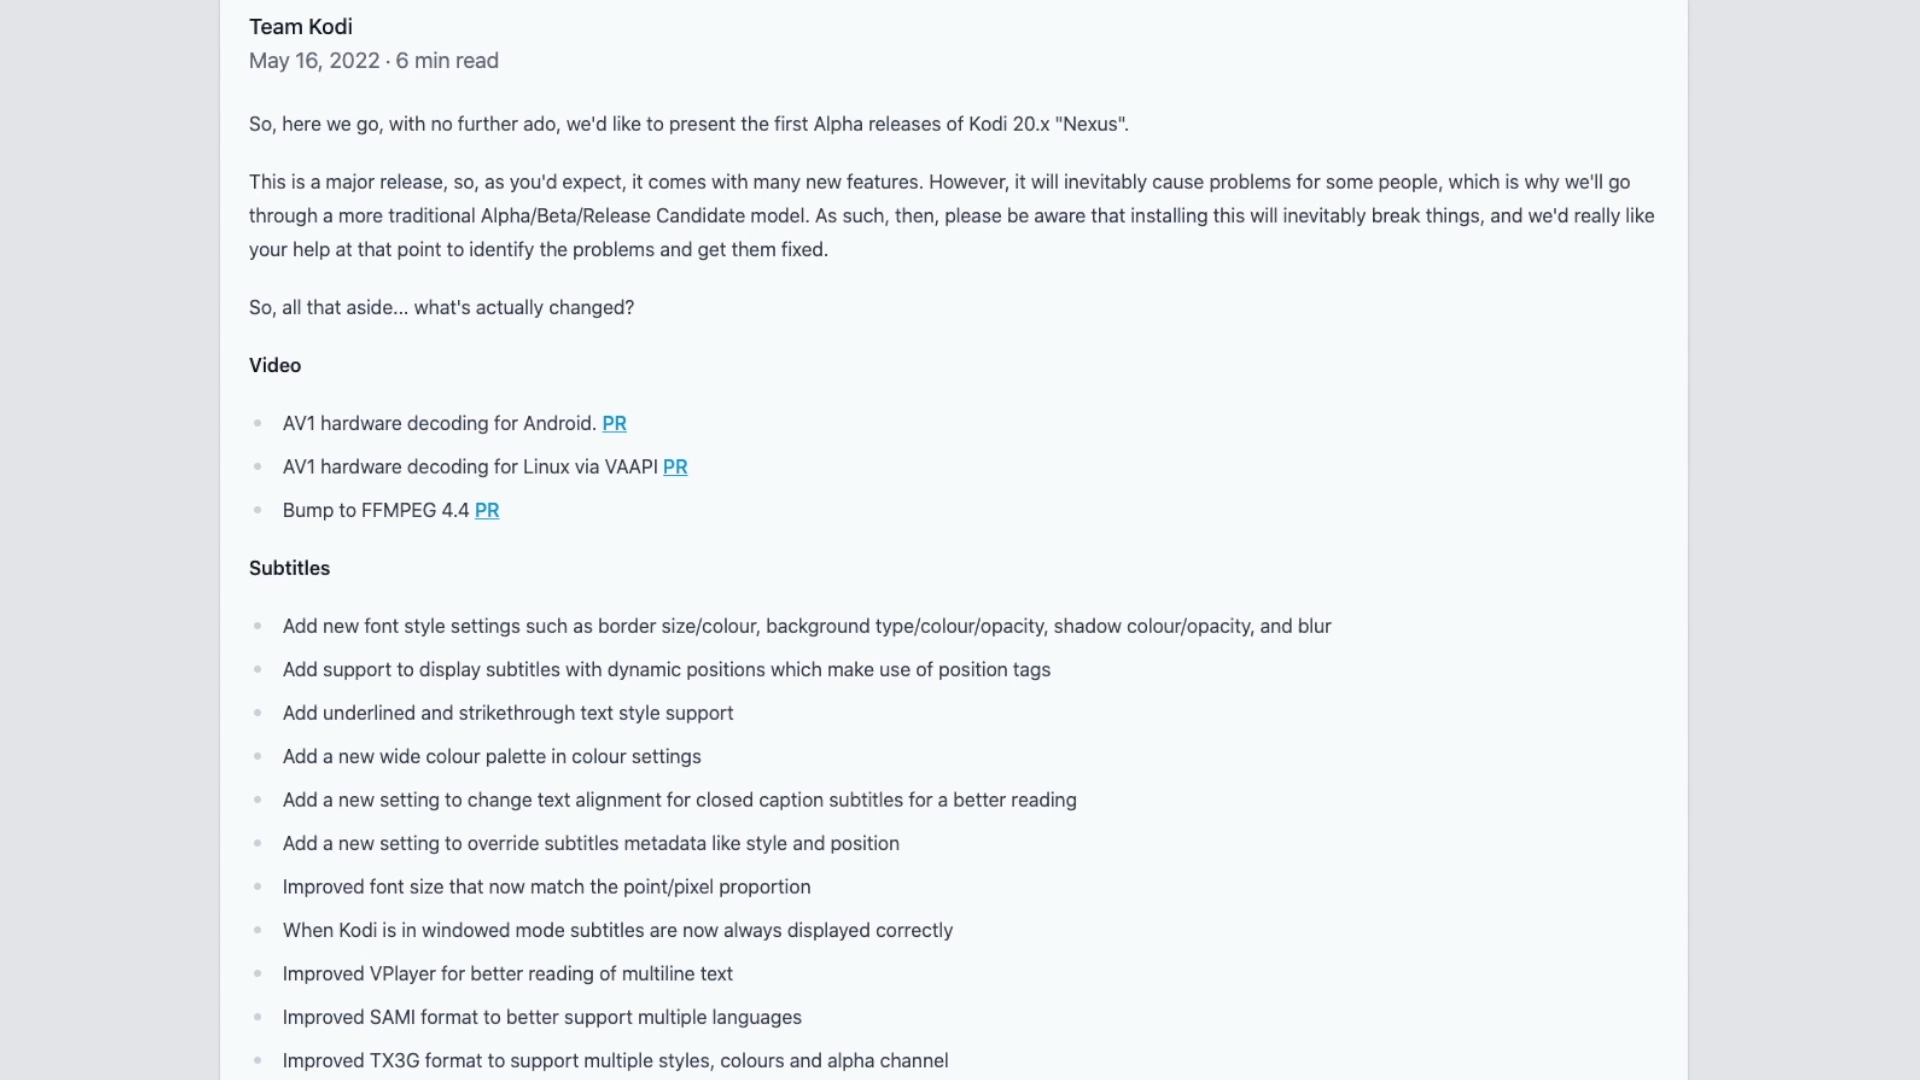 Team Kodi
May 16, 2022 · 6 min read
So, here we go, with no further ado, we'd like to present the first Alpha releases of Kodi 20.x "Nexus".
This is a major release, so, as you'd expect, it comes with many new features. However, it will inevitably cause problems for some people, which is why we'll go
through a more traditional Alpha/Beta/Release Candidate model. As such, then, please be aware that installing this will inevitably break things, and we'd really like
your help at that point to identify the problems and get them fixed.
So, all that aside... what's actually changed?
Video
AV1 hardware decoding for Android. PR
AV1 hardware decoding for Linux via VAAPI PR
Bump to FFMPEG 4.4 PR
Subtitles
Add new font style settings such as border size/colour, background type/colour/opacity, shadow colour/opacity, and blur
Add support to display subtitles with dynamic positions which make use of position tags
Add underlined and strikethrough text style support
Add a new wide colour palette in colour settings
Add a new setting to change text alignment for closed caption subtitles for a better reading
Add a new setting to override subtitles metadata like style and position
Improved font size that now match the point/pixel proportion
When Kodi is in windowed mode subtitles are now always displayed correctly
Improved VPlayer for better reading of multiline text
Improved SAMI format to better support multiple languages
Improved TX3G format to support multiple styles, colours and alpha channel